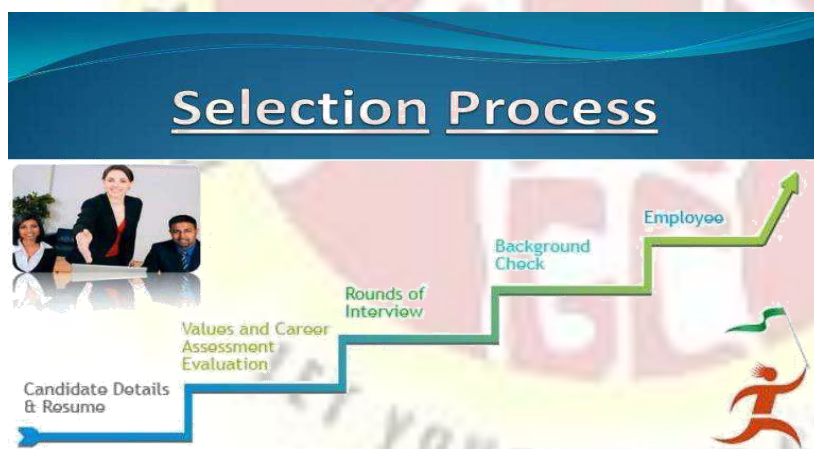 Selection Process
Employee
Background
Check
Rounds of
Interview
Values and Career
Assessment
Evaluation
Candidate Details
& Resume